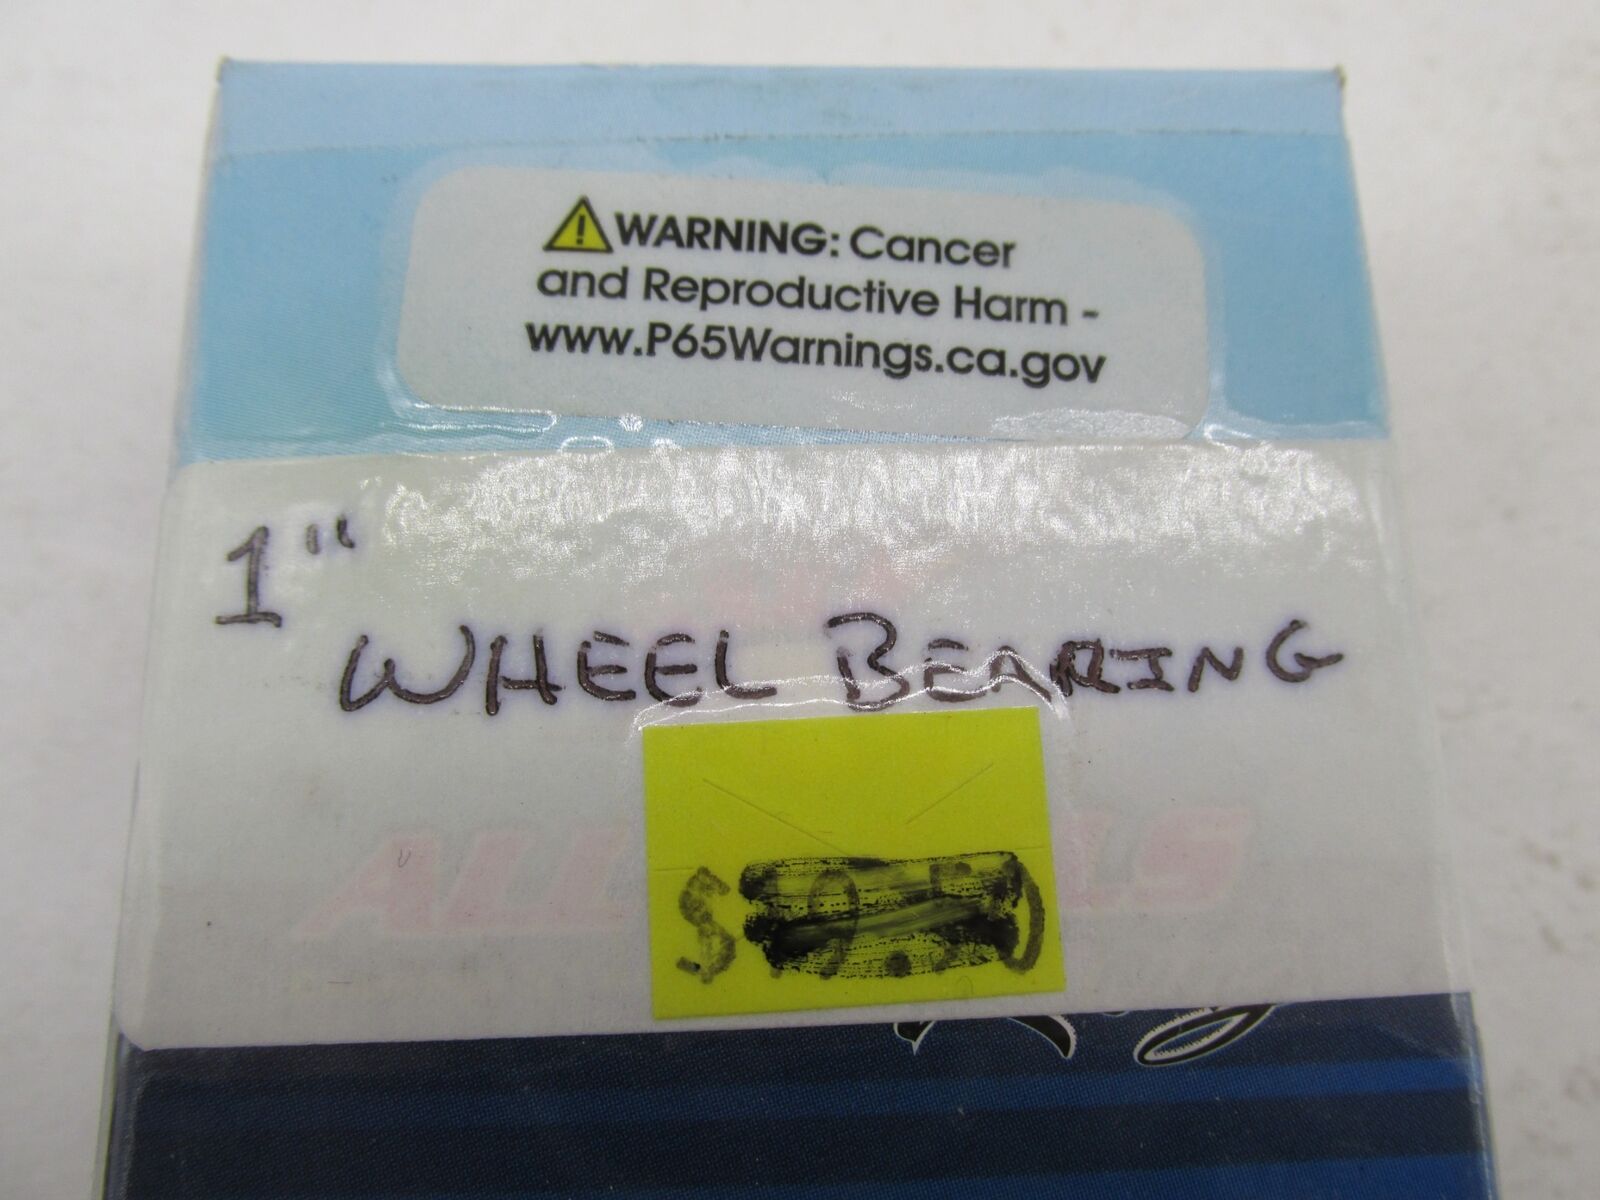 WARNING: Cancer
and Reproductive Harm -
www.P65Warnings.ca.gov
1"
WHEEL BEARING
$